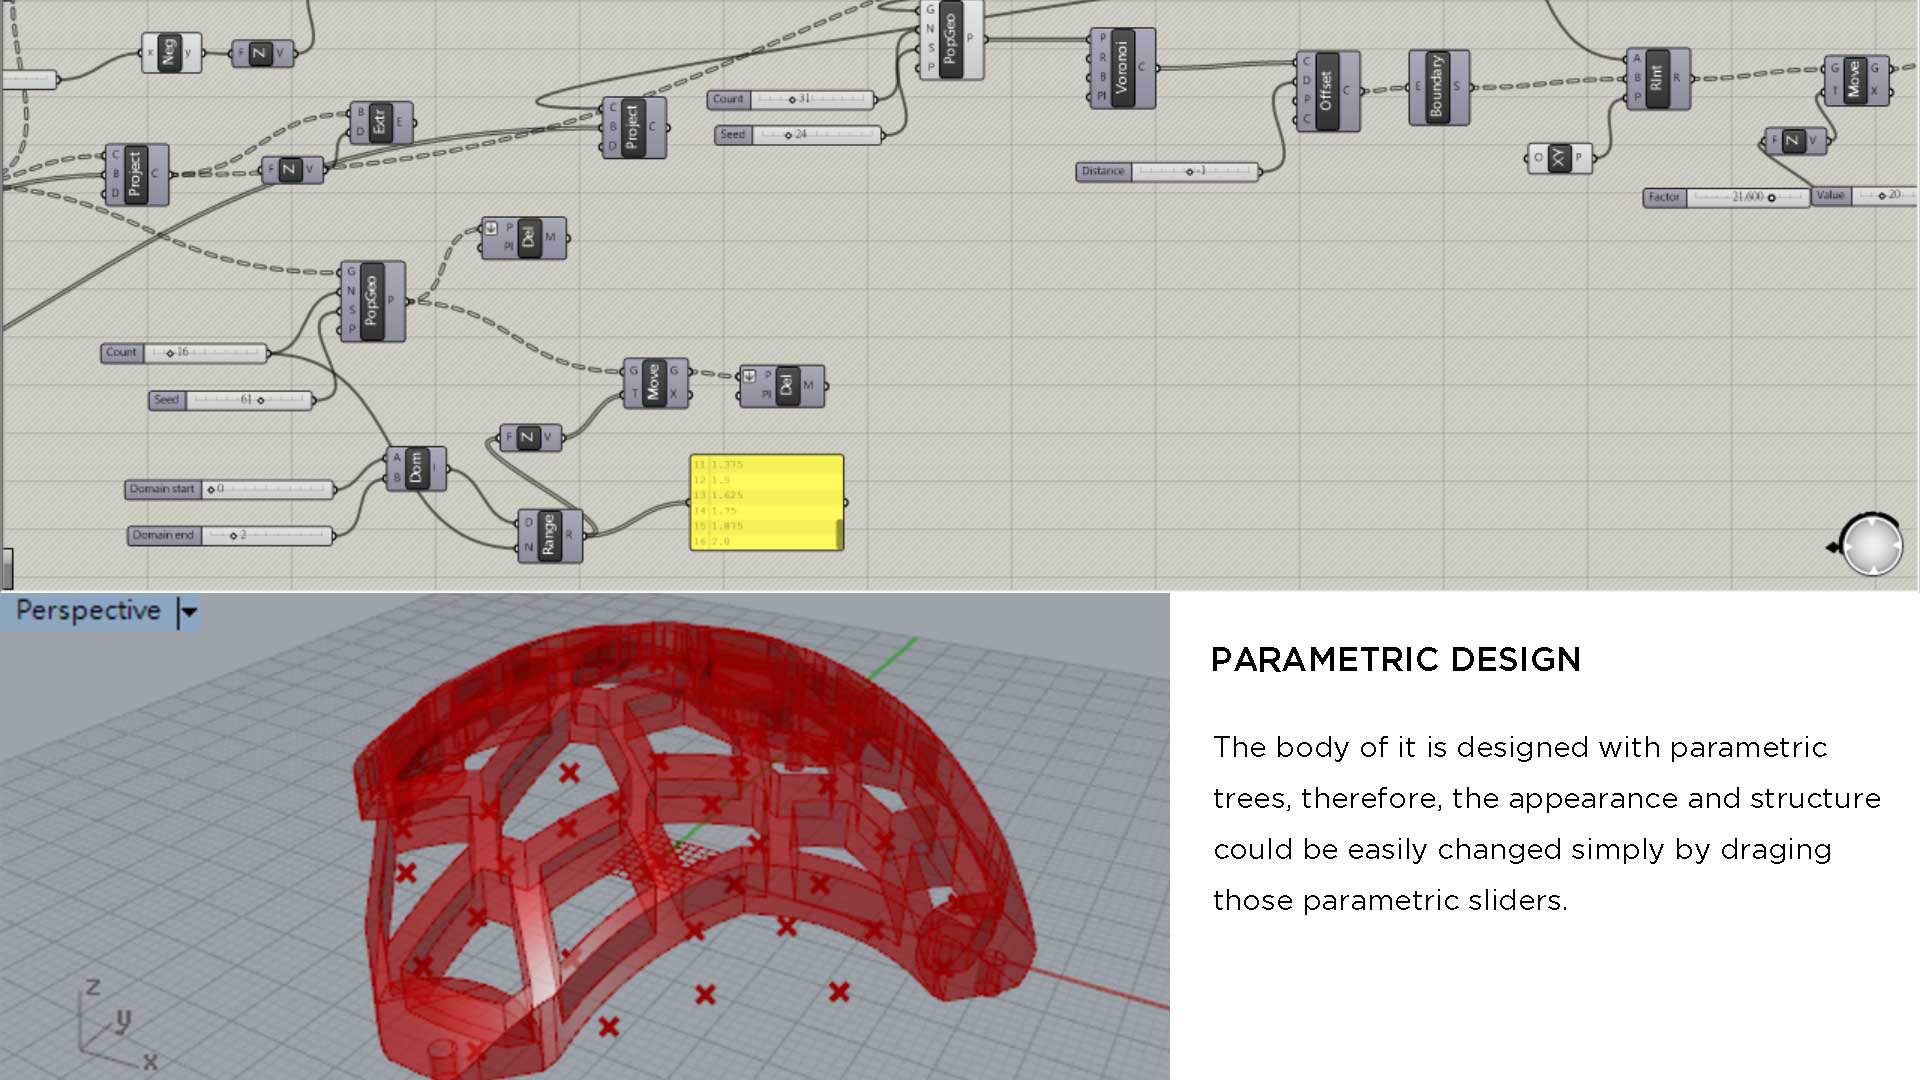 G
N PopGeo P
S
P
x Neg y
F Z V
P
R Voronoi C
B
Pl
C
D Offset C
P
T
E Boundary S
A
B RInt R
P
G Move G
T X
Count 31
Seed 24
B Extr E
D
C
B Project C
D
C
B Project C
D
F Z V
F Z V
O XY P
Distance -1
Factor 21.600
Value 20
P Del M
Pl
G
N PopGeo P
S
P
Count 16
Seed 61
G Move G
T X
P Del M
Pl
F Z V
A Dom I
B
Domain start 0
Domain end 2
D Range R
N
11 1.375
12 1.5
13 1.625
14 1.75
15 1.875
16 2.0
Perspective
z
y
x
PARAMETRIC DESIGN
The body of it is designed with parametric
trees, therefore, the appearance and structure
could be easily changed simply by draging
those parametric sliders.